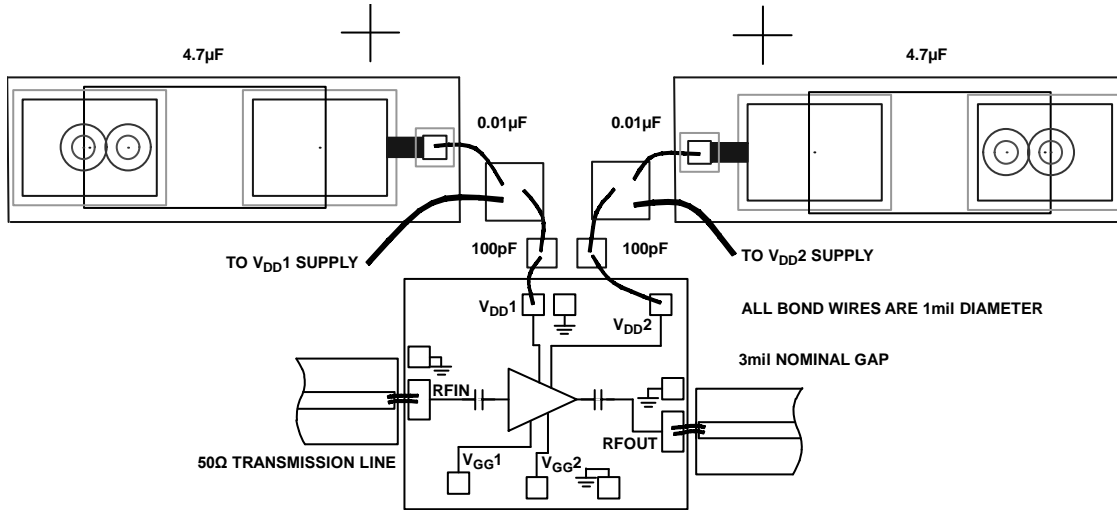 4.7µF
4.7µF
0.01µF
0.01µF
100pF
100pF
TO VDD1 SUPPLY
TO VDD2 SUPPLY
VDD1
VDD2
ALL BOND WIRES ARE 1mil DIAMETER
3mil NOMINAL GAP
RFIN
RFOUT
50Ω TRANSMISSION LINE
VGG1
VGG2